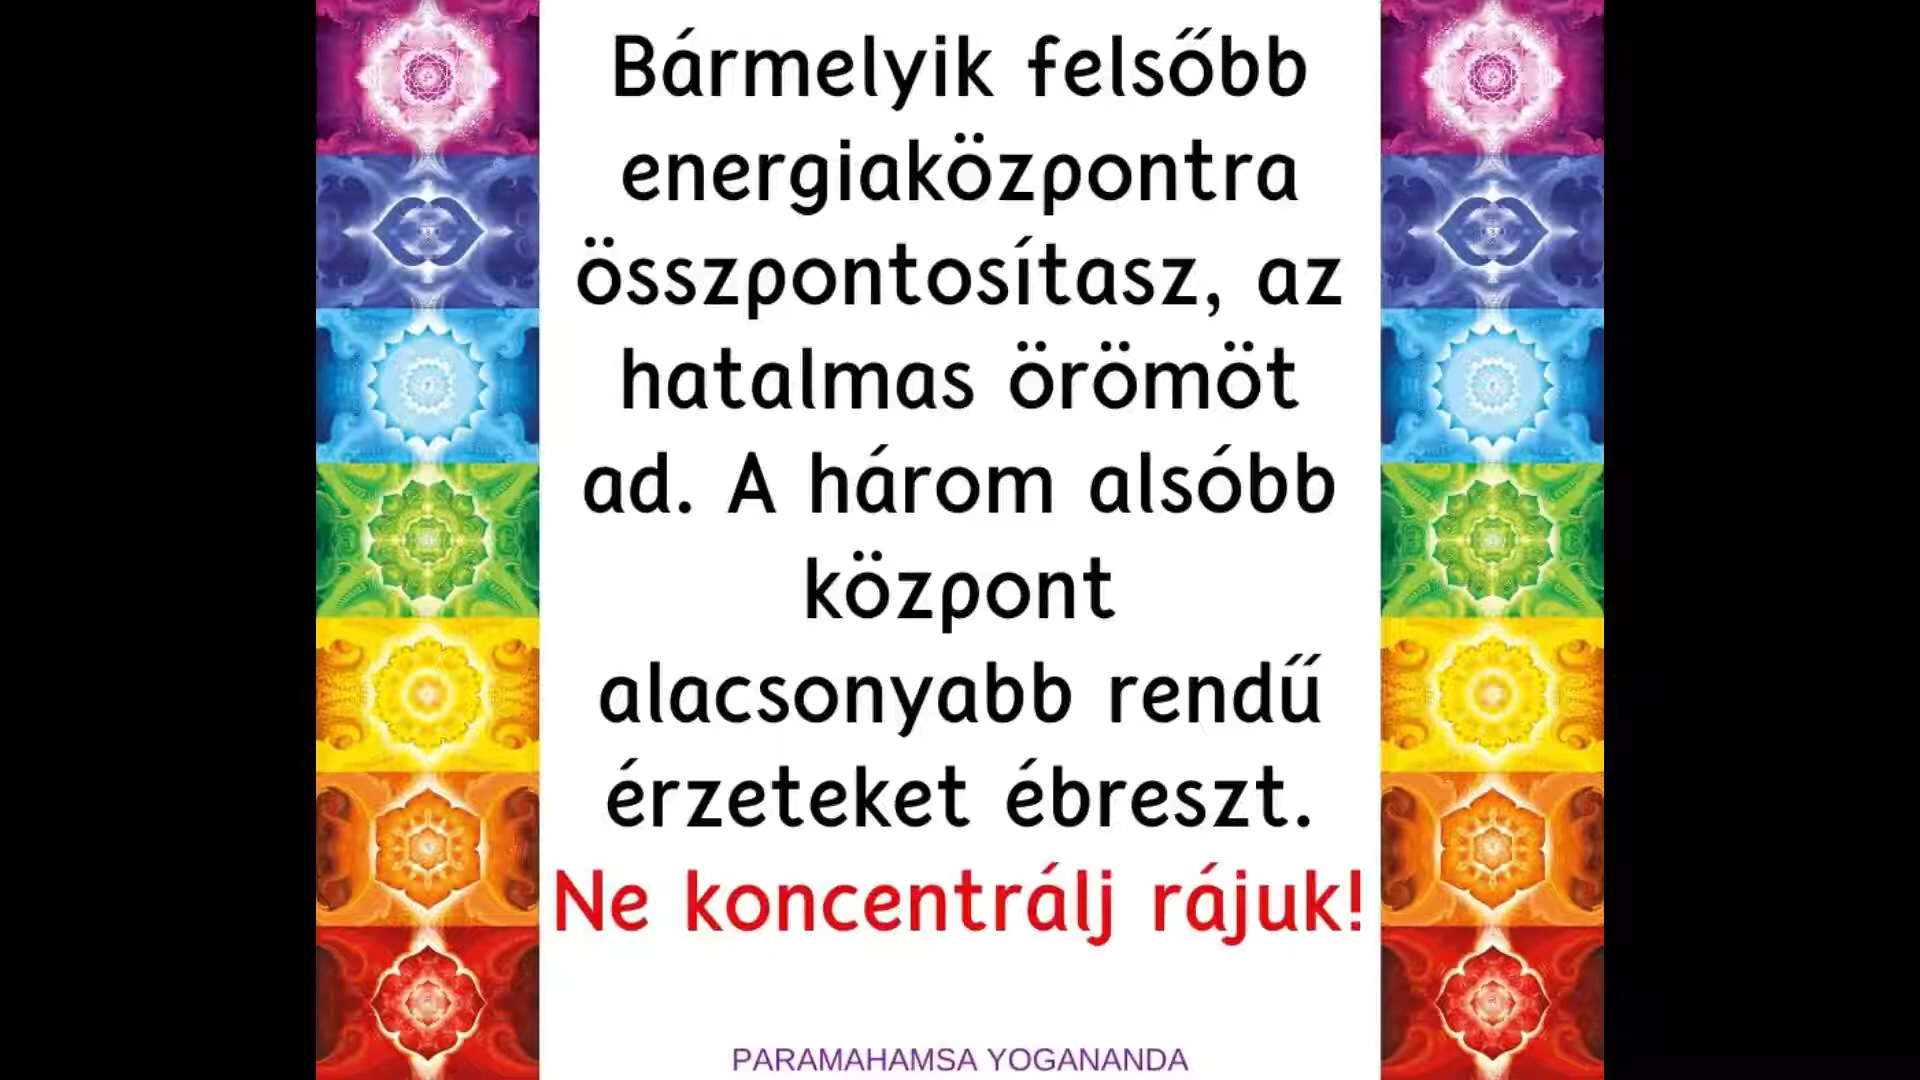 Bármelyik felsőbb
energiaközpontra
összpontosítasz, az
hatalmas örömöt
ad. A három alsóbb
központ
alacsonyabb rendű
érzeteket ébreszt.
Ne koncentrálj rájuk!
PARAMAHAMSA YOGANANDA